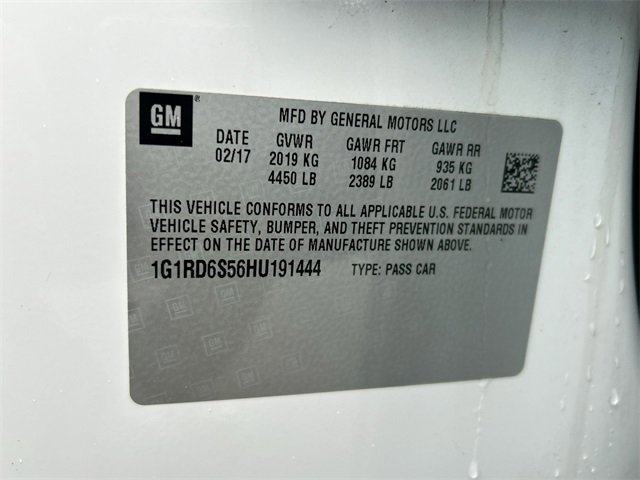 GM ®
MFD BY GENERAL MOTORS LLC
DATE GVWR GAWR FRT GAWR RR
02/17 2019 KG 1084 KG 935 KG
4450 LB 2389 LB 2061 LB
THIS VEHICLE CONFORMS TO ALL APPLICABLE U.S. FEDERAL MOTOR
VEHICLE SAFETY, BUMPER, AND THEFT PREVENTION STANDARDS IN
EFFECT ON THE DATE OF MANUFACTURE SHOWN ABOVE.
1G1RD6S56HU191444 TYPE: PASS CAR